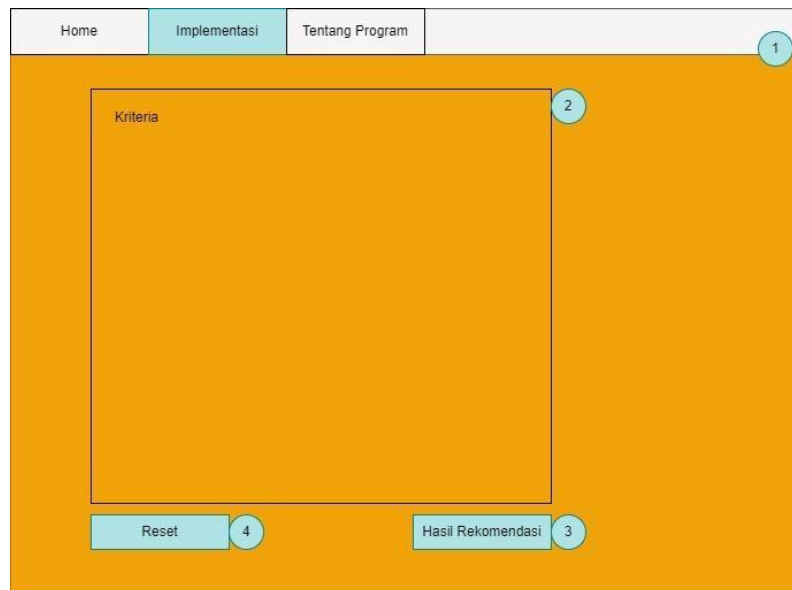 Home Implementasi Tentang Program
1
2
Kriteria
Reset 4 Hasil Rekomendasi 3